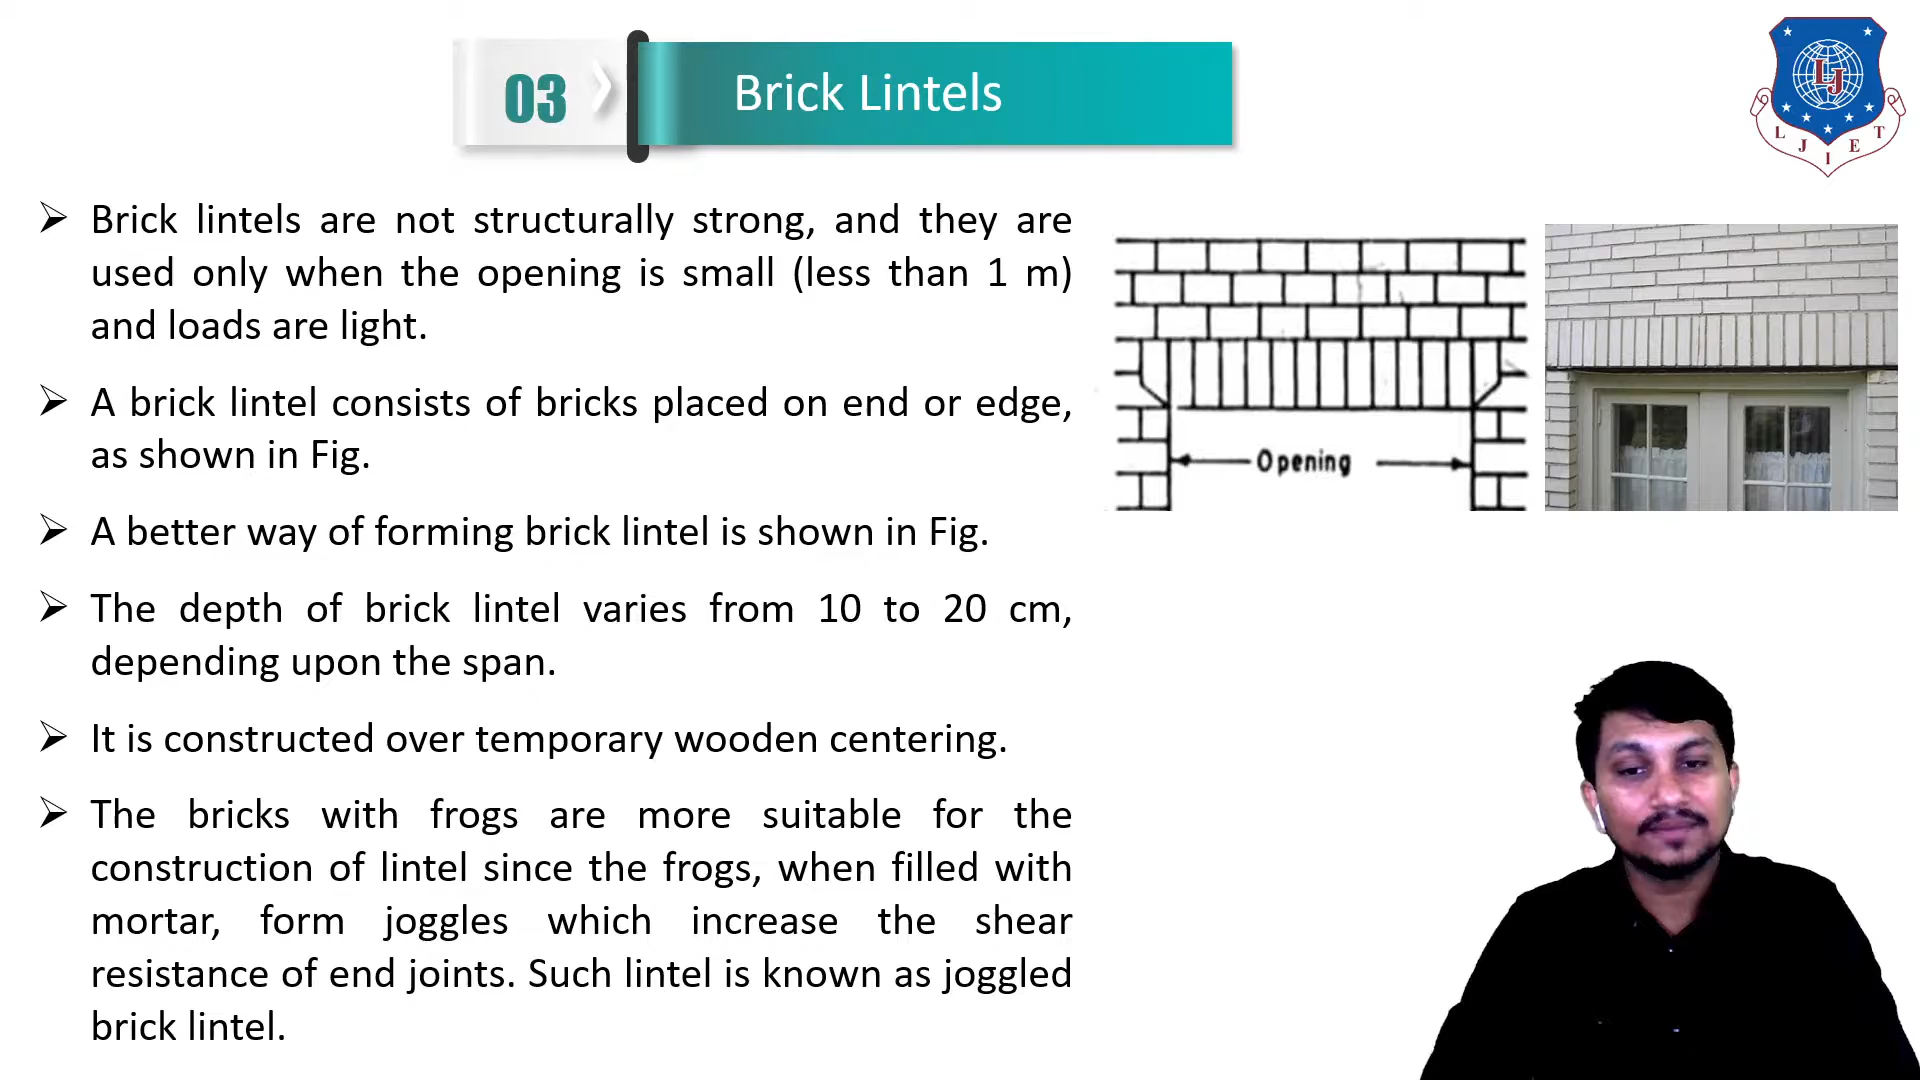 03
Brick Lintels
L J I E T
LJ
➢ Brick lintels are not structurally strong, and they are
used only when the opening is small (less than 1 m)
and loads are light.
➢ A brick lintel consists of bricks placed on end or edge,
as shown in Fig.
➢ A better way of forming brick lintel is shown in Fig.
➢ The depth of brick lintel varies from 10 to 20 cm,
depending upon the span.
➢ It is constructed over temporary wooden centering.
➢ The bricks with frogs are more suitable for the
construction of lintel since the frogs, when filled with
mortar, form joggles which increase the shear
resistance of end joints. Such lintel is known as joggled
brick lintel.
Opening